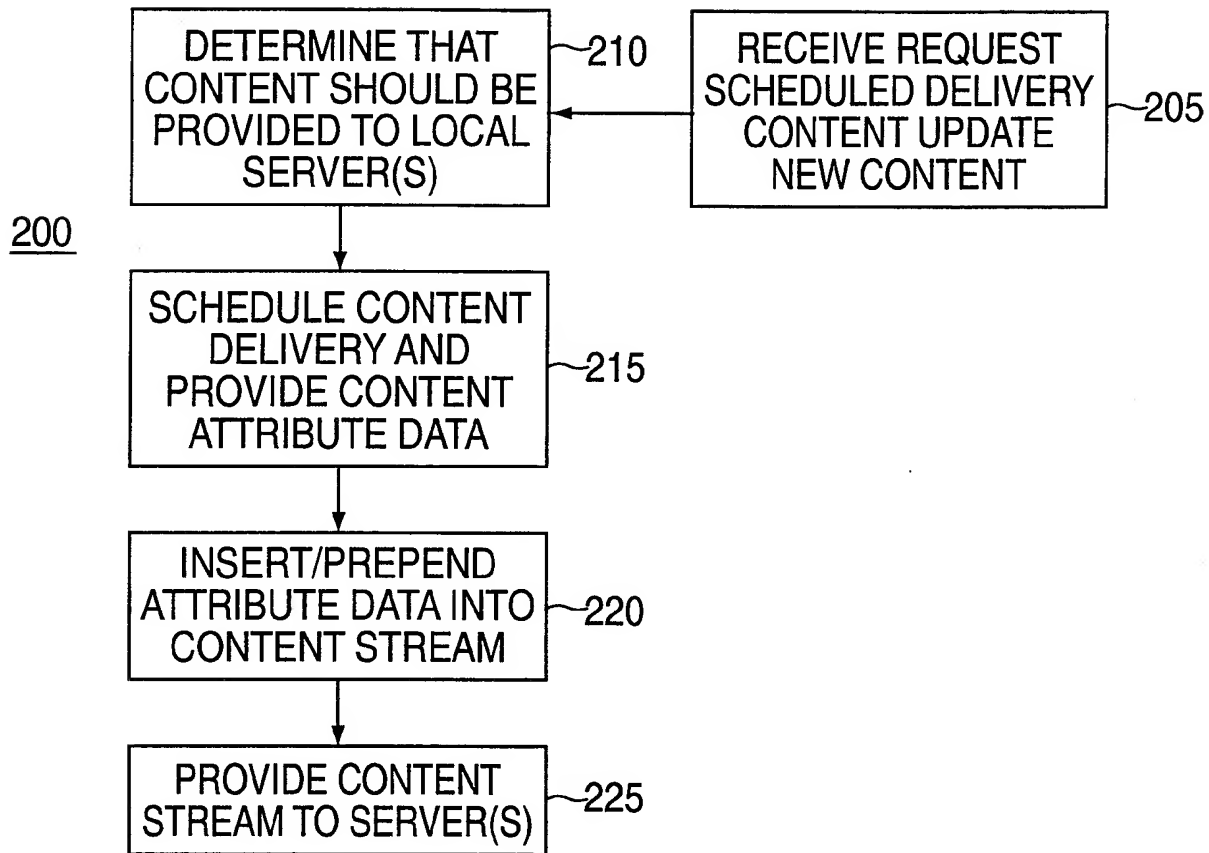 DETERMINE THAT
CONTENT SHOULD BE
PROVIDED TO LOCAL
SERVER(S)
210
RECEIVE REQUEST
SCHEDULED DELIVERY
CONTENT UPDATE
NEW CONTENT
205
200
SCHEDULE CONTENT
DELIVERY AND
PROVIDE CONTENT
ATTRIBUTE DATA
215
INSERT/PREPEND
ATTRIBUTE DATA INTO
CONTENT STREAM
220
PROVIDE CONTENT
STREAM TO SERVER(S)
225